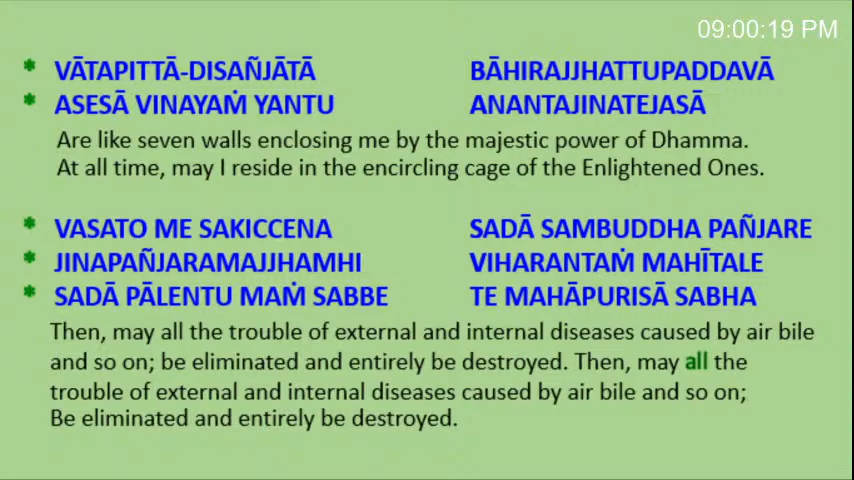 09:00:19 PM
* VĀTAPITTĀ-DISAÑJĀTĀ BĀHIRAJJHATTUPADDAVĀ
* ASESĀ VINAYAṀ YANTU ANANTAJINATEJASĀ
Are like seven walls enclosing me by the majestic power of Dhamma.
At all time, may I reside in the encircling cage of the Enlightened Ones.
* VASATO ME SAKICCENA SADĀ SAMBUDDHA PAÑJARE
* JINAPAÑJARAMAJJHAMHI VIHARANTAṀ MAHĪTALE
* SADĀ PĀLENTU MAṀ SABBE TE MAHĀPURISĀ SABHA
Then, may all the trouble of external and internal diseases caused by air bile
and so on; be eliminated and entirely be destroyed. Then, may all the
trouble of external and internal diseases caused by air bile and so on;
Be eliminated and entirely be destroyed.